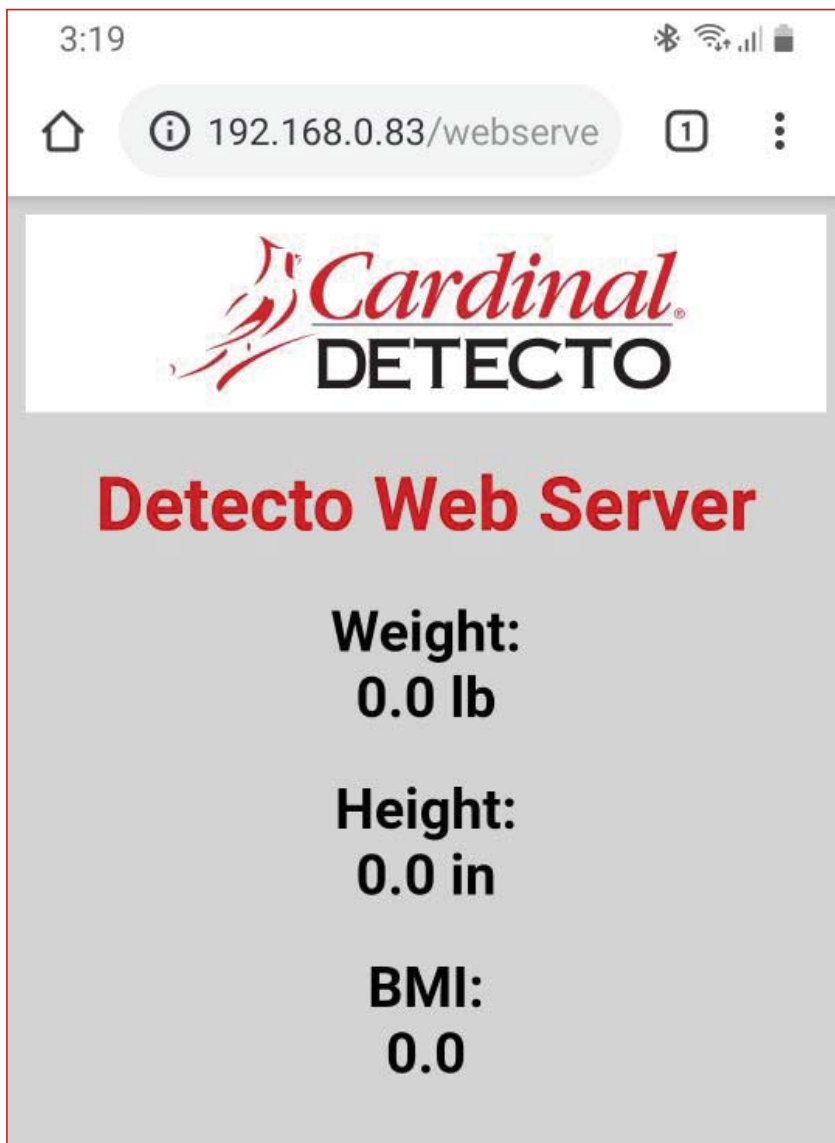 3:19
192.168.0.83/webserve
1
Cardinal®
DETECTO
Detecto Web Server
Weight:
0.0 lb
Height:
0.0 in
BMI:
0.0